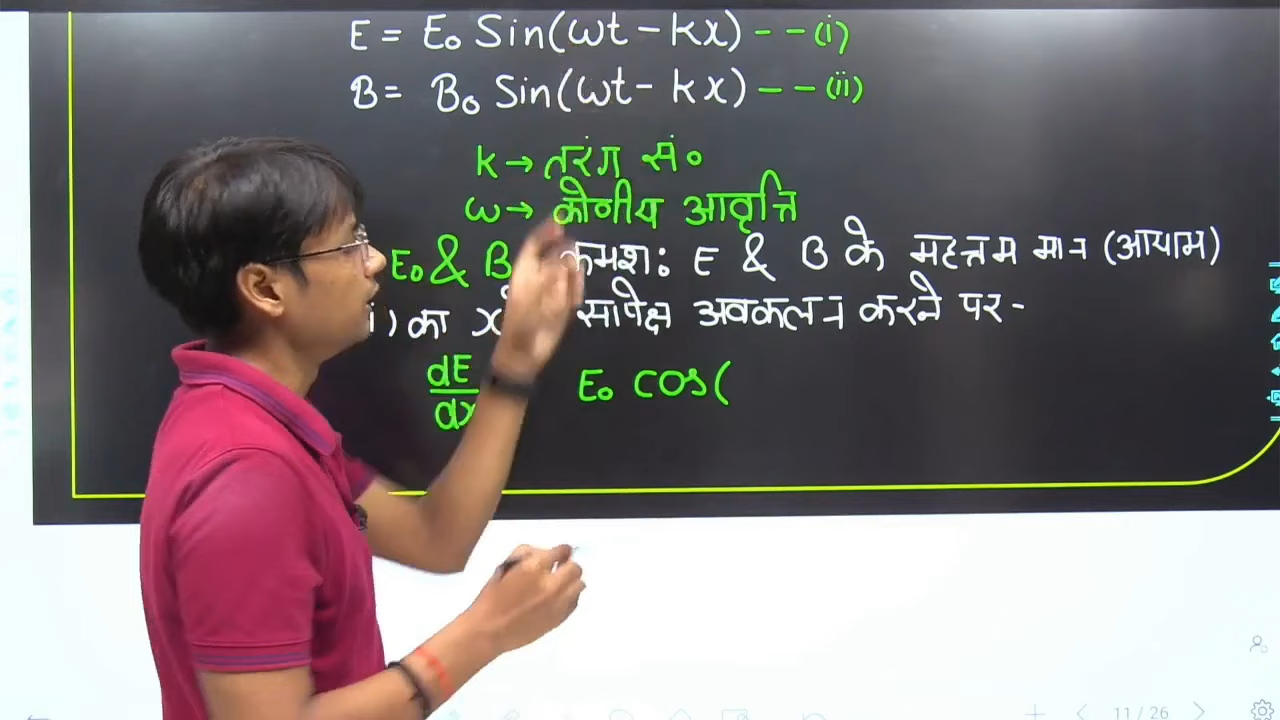 E = E₀ Sin(ωt - kx) - - (i)
B = B₀ Sin(ωt - kx) - - (ii)
k → तरंग सं०
ω → कोणीय आवृत्ति
E₀ & B क्रमश: E & B के महत्तम मान (आयाम)
i) का x सापेक्ष अवकलन करने पर -
dE
dx
E₀ cos(
11 / 26